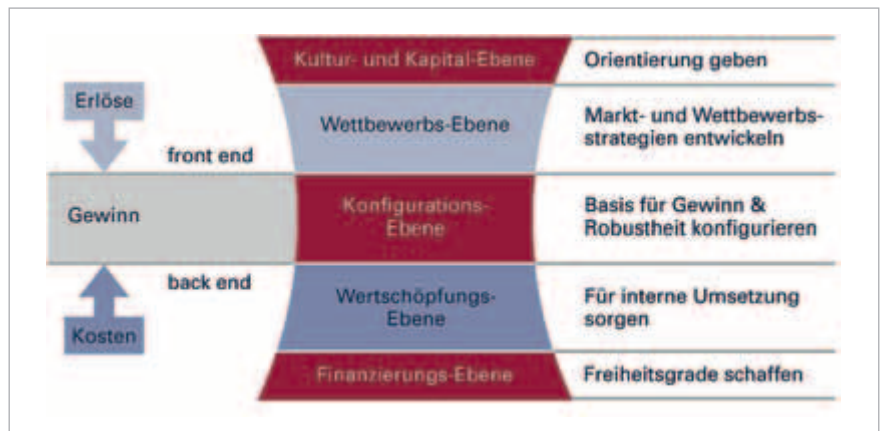 Kultur- und Kapital-Ebene
Orientierung geben
Erlöse
Wettbewerbs-Ebene
Markt- und Wettbewerbs-
strategien entwickeln
front end
Gewinn
Konfigurations-
Ebene
Basis für Gewinn &
Robustheit konfigurieren
back end
Wertschöpfungs-
Ebene
Für interne Umsetzung
sorgen
Kosten
Finanzierungs-Ebene
Freiheitsgrade schaffen